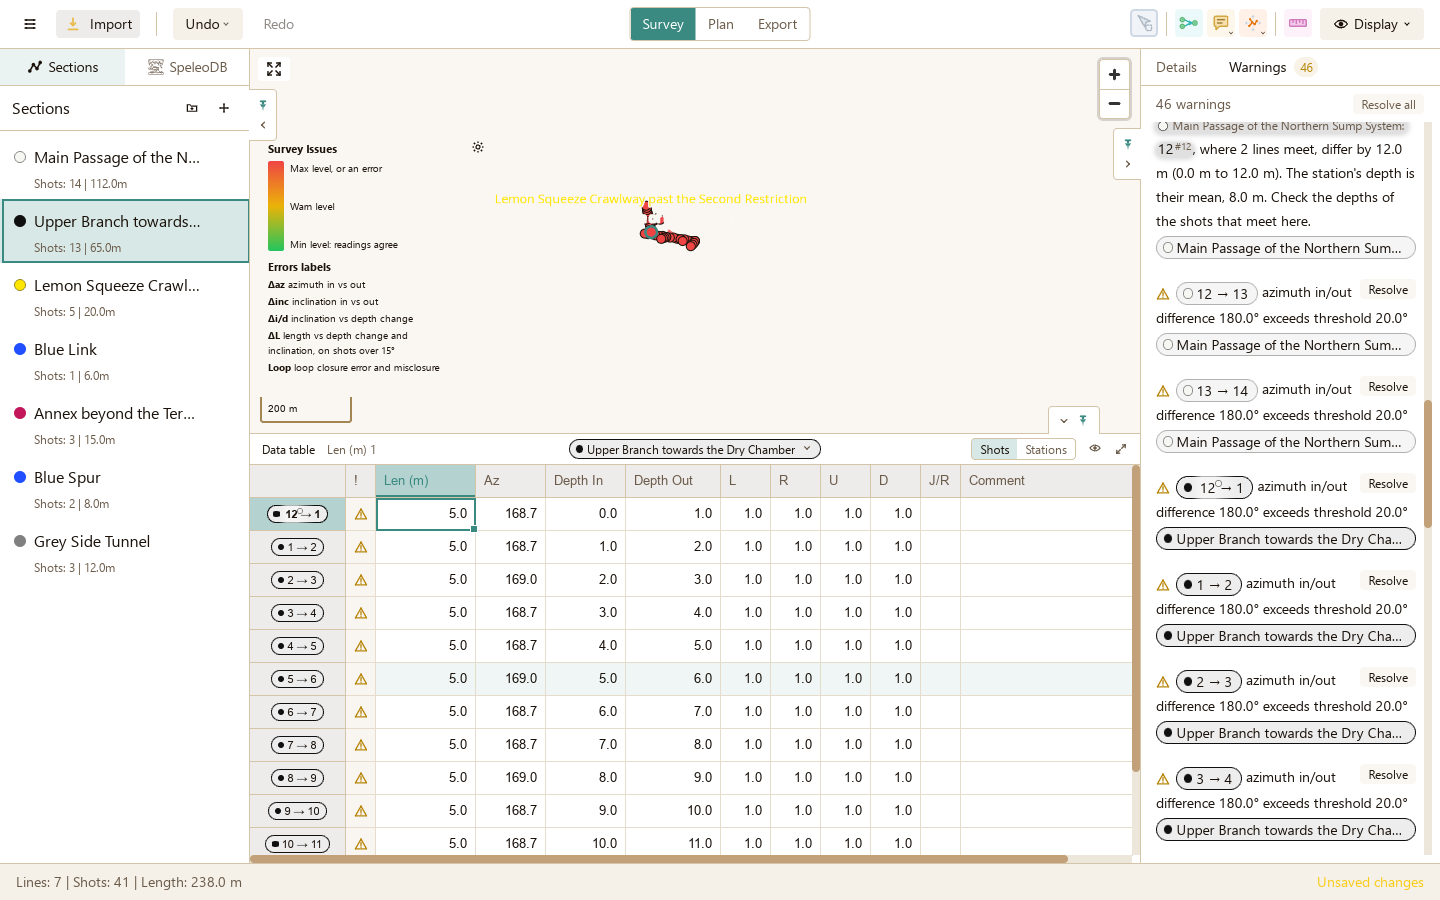 Import
Undo
Redo
Survey
Plan
Export
Display
Sections
SpeleoDB
Details
Warnings
46
Sections
46 warnings
Resolve all
Main Passage of the N...
Shots: 14 | 112.0m
Upper Branch towards...
Shots: 13 | 65.0m
Lemon Squeeze Crawl...
Shots: 5 | 20.0m
Blue Link
Shots: 1 | 6.0m
Annex beyond the Ter...
Shots: 3 | 15.0m
Blue Spur
Shots: 2 | 8.0m
Grey Side Tunnel
Shots: 3 | 12.0m
Survey Issues
Max level, or an error
Warn level
Min level: readings agree
Errors labels
Δaz azimuth in vs out
Δinc inclination in vs out
Δi/d inclination vs depth change
ΔL length vs depth change and
inclination, on shots over 15°
Loop loop closure error and misclosure
200 m
Lemon Squeeze Crawlway past the Second Restriction
Data table
Len (m) 1
Upper Branch towards the Dry Chamber
Shots
Stations
! Len (m) Az Depth In Depth Out L R U D J/R Comment
12 → 1 5.0 168.7 0.0 1.0 1.0 1.0 1.0 1.0
1 → 2 5.0 168.7 1.0 2.0 1.0 1.0 1.0 1.0
2 → 3 5.0 169.0 2.0 3.0 1.0 1.0 1.0 1.0
3 → 4 5.0 168.7 3.0 4.0 1.0 1.0 1.0 1.0
4 → 5 5.0 168.7 4.0 5.0 1.0 1.0 1.0 1.0
5 → 6 5.0 169.0 5.0 6.0 1.0 1.0 1.0 1.0
6 → 7 5.0 168.7 6.0 7.0 1.0 1.0 1.0 1.0
7 → 8 5.0 168.7 7.0 8.0 1.0 1.0 1.0 1.0
8 → 9 5.0 169.0 8.0 9.0 1.0 1.0 1.0 1.0
9 → 10 5.0 168.7 9.0 10.0 1.0 1.0 1.0 1.0
10 → 11 5.0 168.7 10.0 11.0 1.0 1.0 1.0 1.0
Main Passage of the Northern Sump System:
12 #12, where 2 lines meet, differ by 12.0
m (0.0 m to 12.0 m). The station's depth is
their mean, 8.0 m. Check the depths of
the shots that meet here.
Main Passage of the Northern Sum...
12 → 13 azimuth in/out Resolve
difference 180.0° exceeds threshold 20.0°
Main Passage of the Northern Sum...
13 → 14 azimuth in/out Resolve
difference 180.0° exceeds threshold 20.0°
Main Passage of the Northern Sum...
12 → 1 azimuth in/out Resolve
difference 180.0° exceeds threshold 20.0°
Upper Branch towards the Dry Cha...
1 → 2 azimuth in/out Resolve
difference 180.0° exceeds threshold 20.0°
Upper Branch towards the Dry Cha...
2 → 3 azimuth in/out Resolve
difference 180.0° exceeds threshold 20.0°
Upper Branch towards the Dry Cha...
3 → 4 azimuth in/out Resolve
difference 180.0° exceeds threshold 20.0°
Upper Branch towards the Dry Cha...
Lines: 7 | Shots: 41 | Length: 238.0 m
Unsaved changes